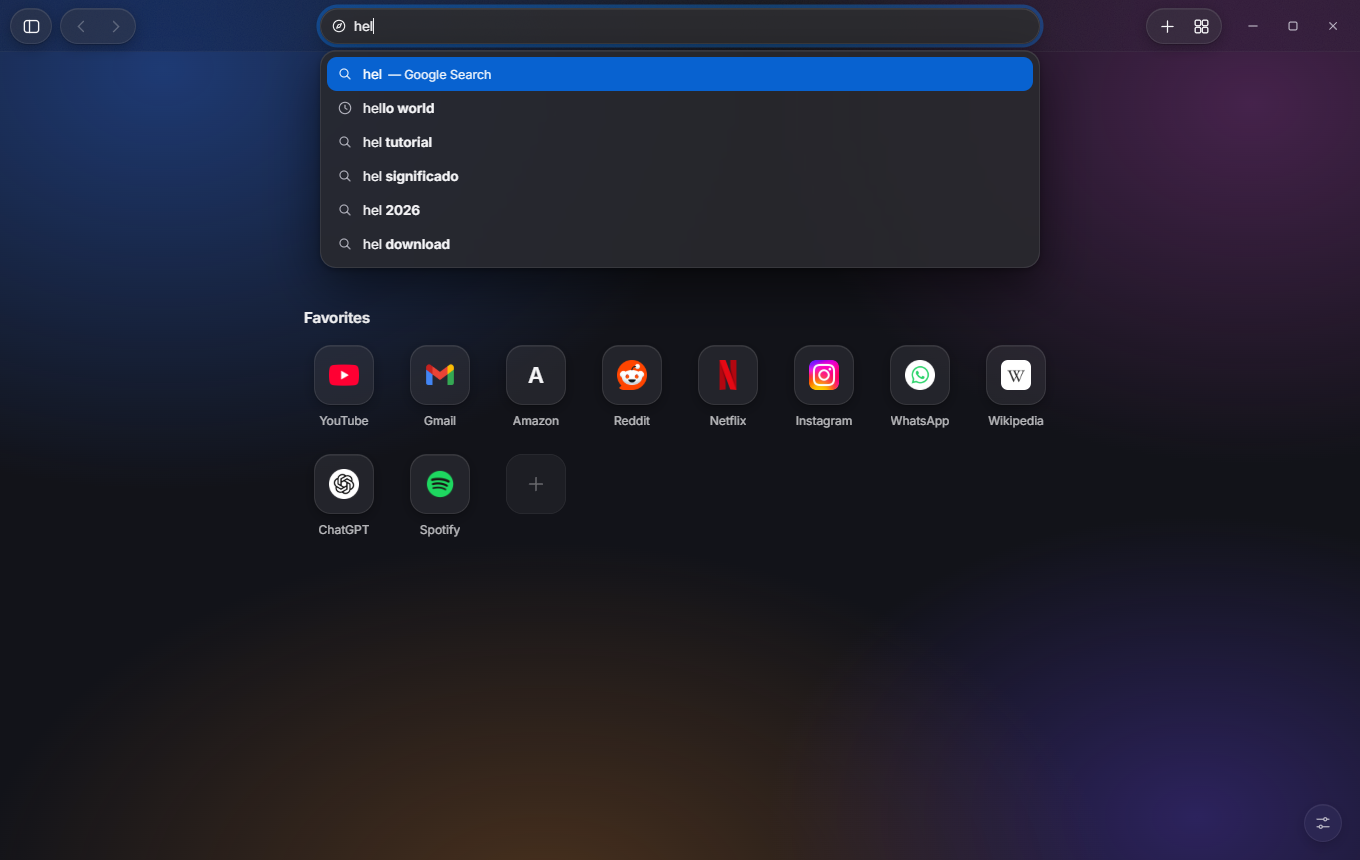 hel
hel — Google Search
hello world
hel tutorial
hel significado
hel 2026
hel download
Favorites
A
W
YouTube Gmail Amazon Reddit Netflix Instagram WhatsApp Wikipedia
ChatGPT Spotify